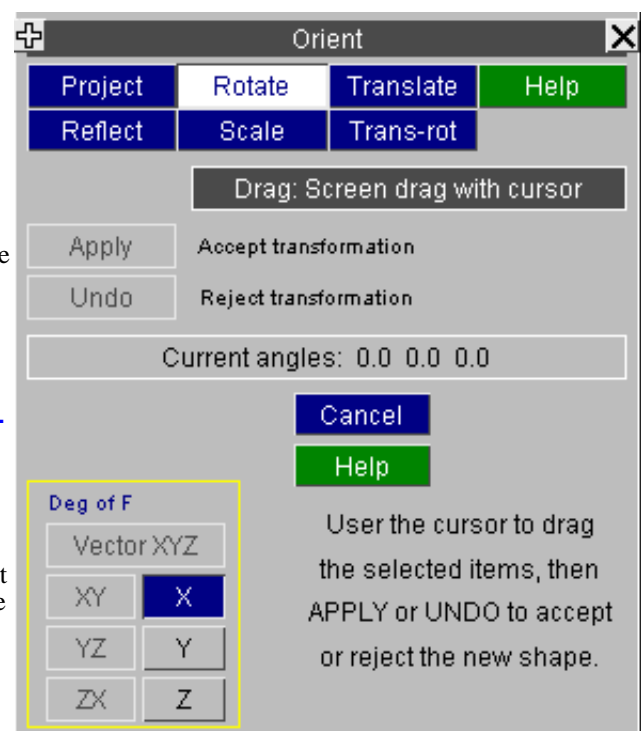 Orient
Project Rotate Translate Help
Reflect Scale Trans-rot
Drag: Screen drag with cursor
Apply Accept transformation
Undo Reject transformation
Current angles: 0.0 0.0 0.0
Cancel
Help
Deg of F
Vector XYZ
XY X
YZ Y
ZX Z
User the cursor to drag
the selected items, then
APPLY or UNDO to accept
or reject the new shape.